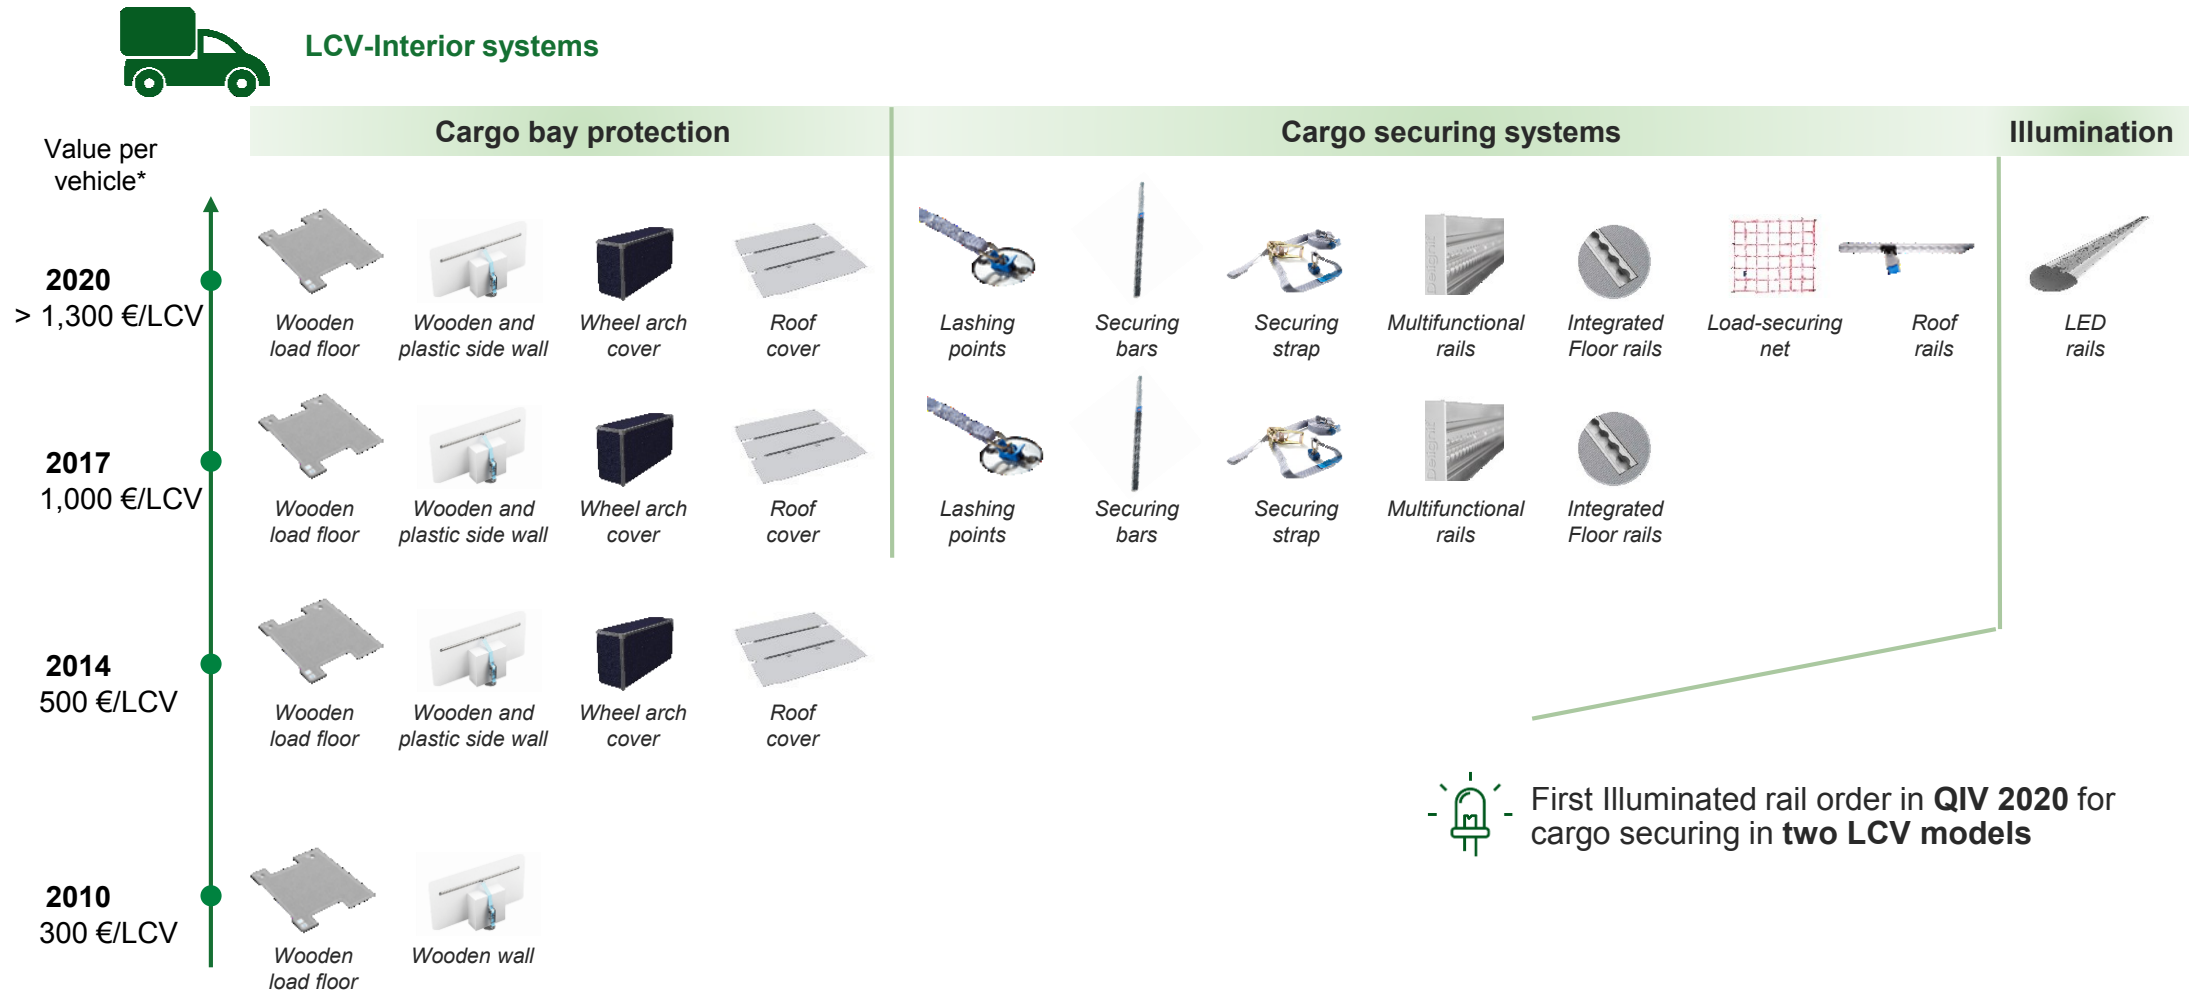 LCV-Interior systems
Cargo bay protection
Cargo securing systems
Illumination
Value per
vehicle*
2020
> 1,300 €/LCV
Wooden
load floor
Wooden and
plastic side wall
Wheel arch
cover
Roof
cover
Lashing
points
Securing
bars
Securing
strap
Delignit
Multifunctional
rails
Integrated
Floor rails
Load-securing
net
Roof
rails
LED
rails
2017
1,000 €/LCV
Wooden
load floor
Wooden and
plastic side wall
Wheel arch
cover
Roof
cover
Lashing
points
Securing
bars
Securing
strap
Delignit
Multifunctional
rails
Integrated
Floor rails
2014
500 €/LCV
Wooden
load floor
Wooden and
plastic side wall
Wheel arch
cover
Roof
cover
First Illuminated rail order in QIV 2020 for
cargo securing in two LCV models
2010
300 €/LCV
Wooden
load floor
Wooden wall